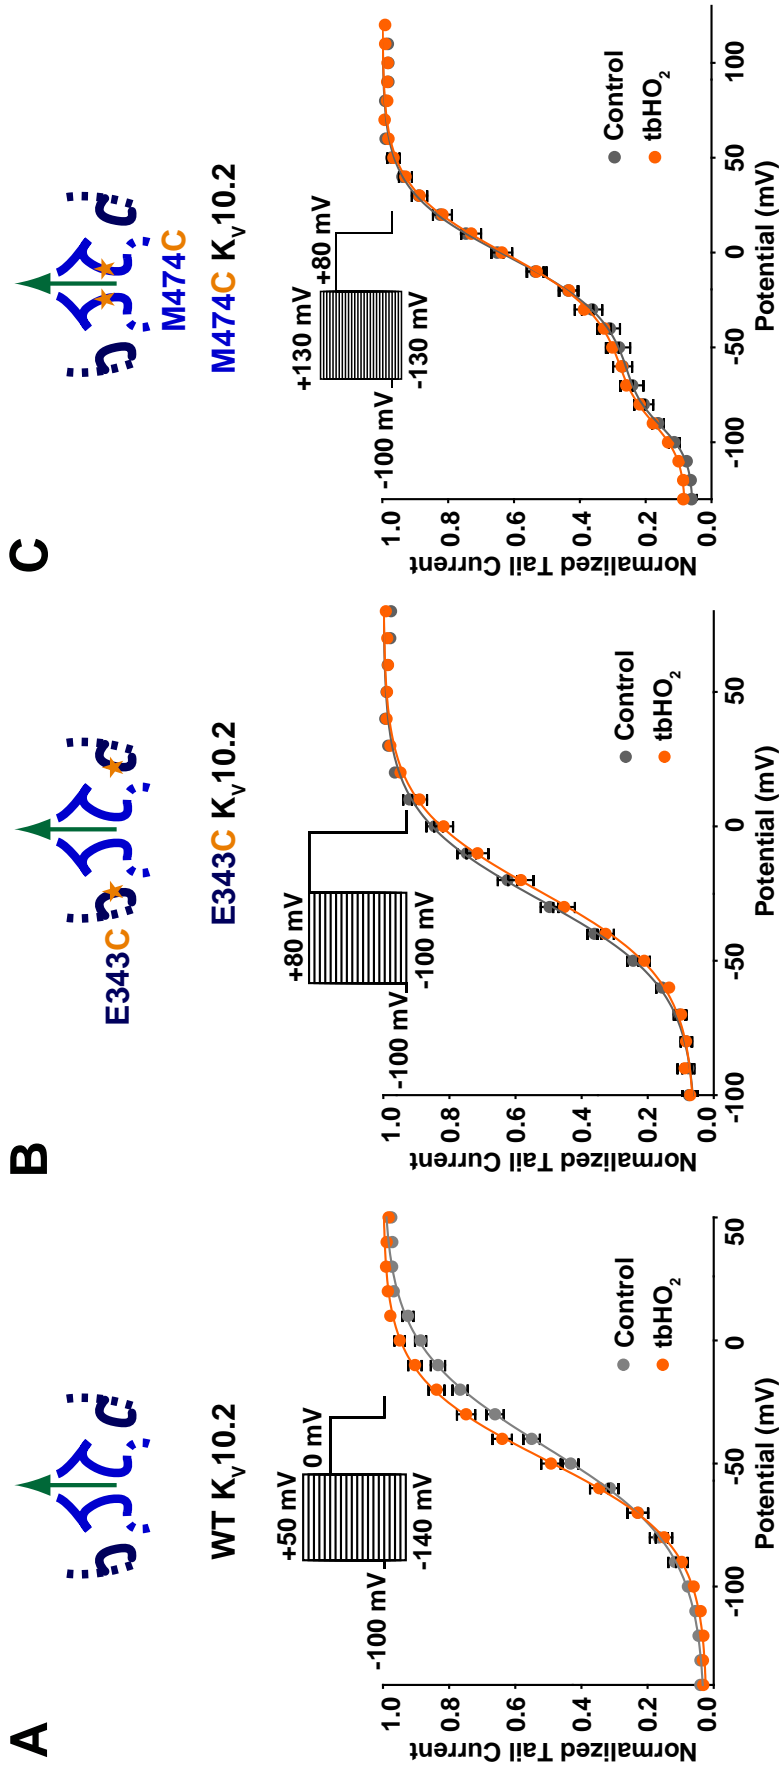 A
WT Kv10.2
+50 mV
0 mV
-100 mV
-140 mV
Normalized Tail Current
1.0
0.8
0.6
0.4
0.2
0.0
Control
tbHO2
-100
-50
0
50
Potential (mV)
B
E343C
E343C Kv10.2
+80 mV
-100 mV
-100 mV
Normalized Tail Current
1.0
0.8
0.6
0.4
0.2
0.0
Control
tbHO2
-100
-50
0
50
Potential (mV)
C
M474C
M474C Kv10.2
+130 mV
+80 mV
-100 mV
-130 mV
Normalized Tail Current
1.0
0.8
0.6
0.4
0.2
0.0
Control
tbHO2
-100
-50
0
50
100
Potential (mV)